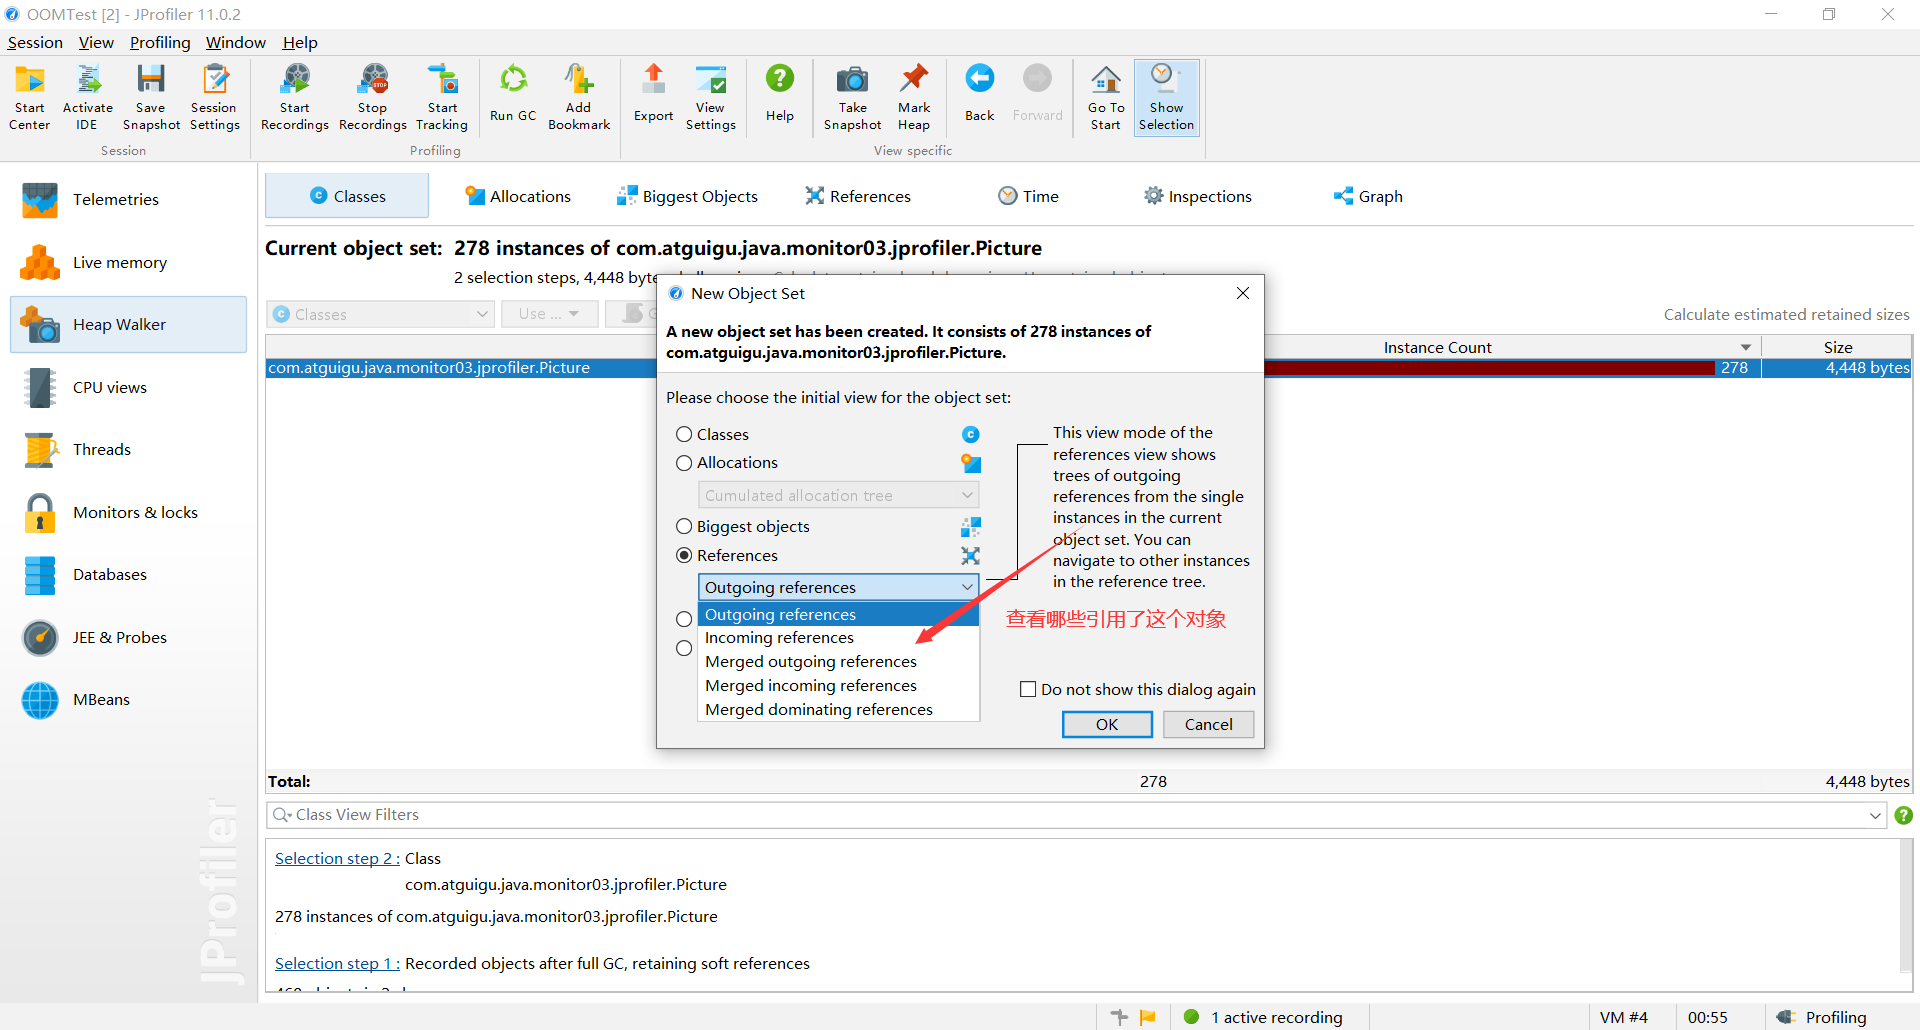 OOMTest [2] - JProfiler 11.0.2
Session View Profiling Window Help
Start Center
Activate IDE
Save Snapshot
Session Settings
Start Recordings
Stop Recordings
Start Tracking
Run GC
Add Bookmark
Export
View Settings
Help
Take Snapshot
Mark Heap
Back
Forward
Go To Start
Show Selection
Session
Profiling
View specific
Telemetries
Live memory
Heap Walker
CPU views
Threads
Monitors & locks
Databases
JEE & Probes
MBeans
JProfiler
Classes
Allocations
Biggest Objects
References
Time
Inspections
Graph
Current object set: 278 instances of com.atguigu.java.monitor03.jprofiler.Picture
2 selection steps, 4,448
Classes
Use ...
Calculate estimated retained sizes
Instance Count
Size
com.atguigu.java.monitor03.jprofiler.Picture
278
4,448 bytes
New Object Set
A new object set has been created. It consists of 278 instances of
com.atguigu.java.monitor03.jprofiler.Picture.
Please choose the initial view for the object set:
Classes
Allocations
Cumulated allocation tree
Biggest objects
References
Outgoing references
Outgoing references
Incoming references
Merged outgoing references
Merged incoming references
Merged dominating references
This view mode of the
references view shows
trees of outgoing
references from the single
instances in the current
object set. You can
navigate to other instances
in the reference tree.
查看哪些引用了这个对象
Do not show this dialog again
OK
Cancel
Total:
278
4,448 bytes
Class View Filters
Selection step 2 : Class
com.atguigu.java.monitor03.jprofiler.Picture
278 instances of com.atguigu.java.monitor03.jprofiler.Picture
Selection step 1 : Recorded objects after full GC, retaining soft references
1 active recording
VM #4
00:55
Profiling